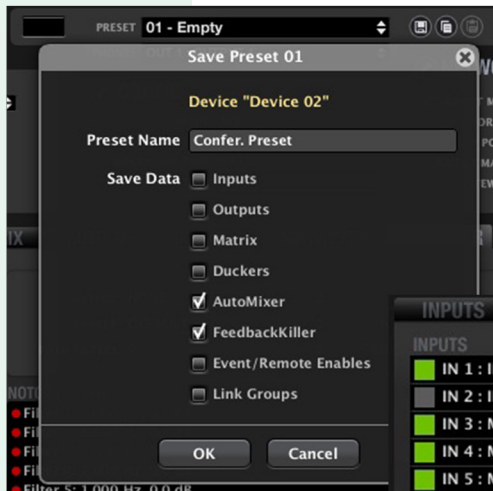 PRESET 01 - Empty
Save Preset 01
Device "Device 02"
Preset Name Confer. Preset
Save Data Inputs
Outputs
Matrix
Duckers
AutoMixer
FeedbackKiller
Event/Remote Enables
Link Groups
OK Cancel
INPUTS
INPUTS
IN 1 : I
IN 2 : I
IN 3 : M
IN 4 : M
IN 5 : M
Filter 5: 1,000 Hz, 0.0 dB